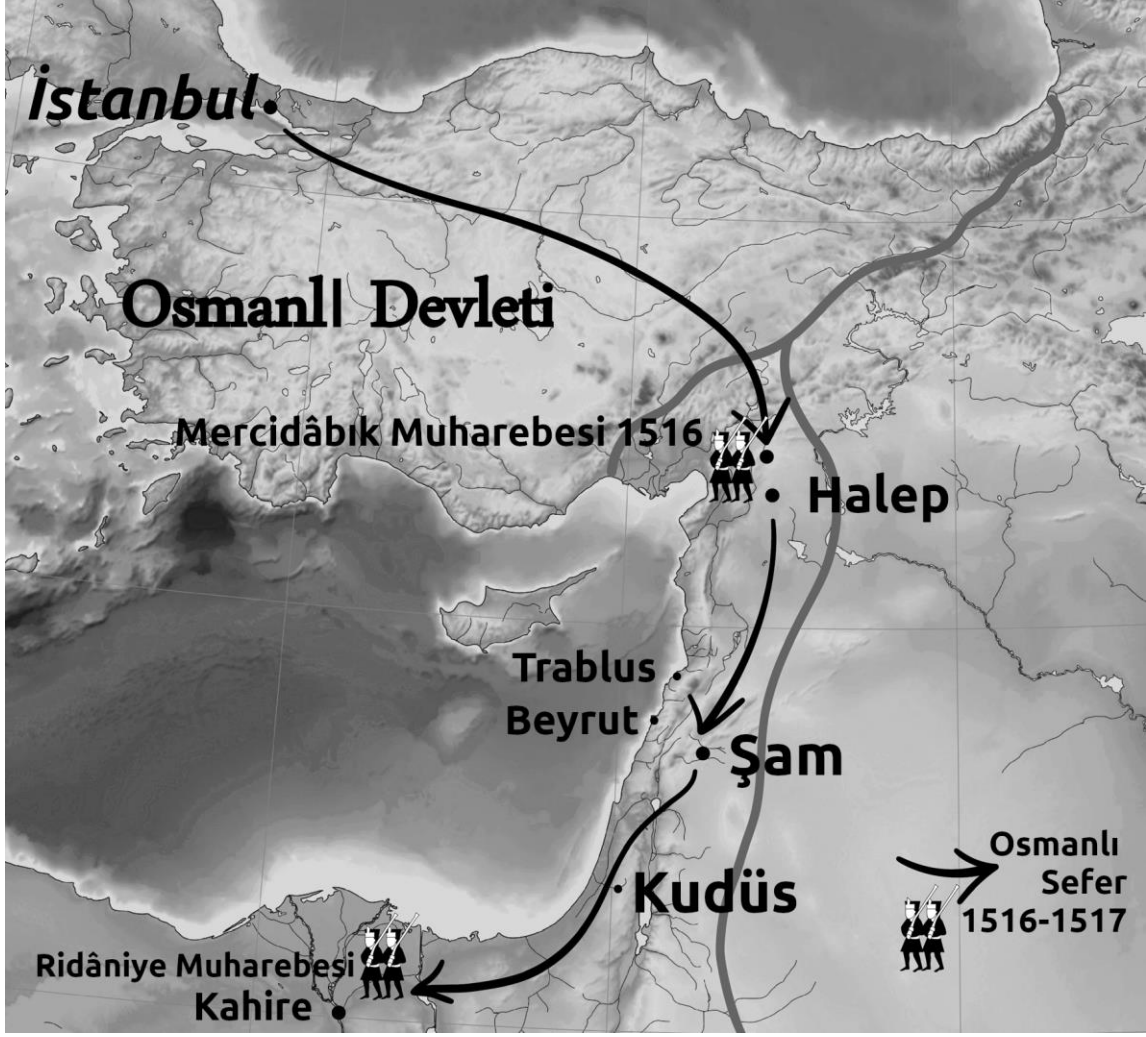 İstanbul
Osmanlı Devleti
Mercidâbık Muharebesi 1516
Halep
Trablus
Beyrut
Şam
Kudüs
Osmanlı
Sefer
1516-1517
Ridâniye Muharebesi
Kahire